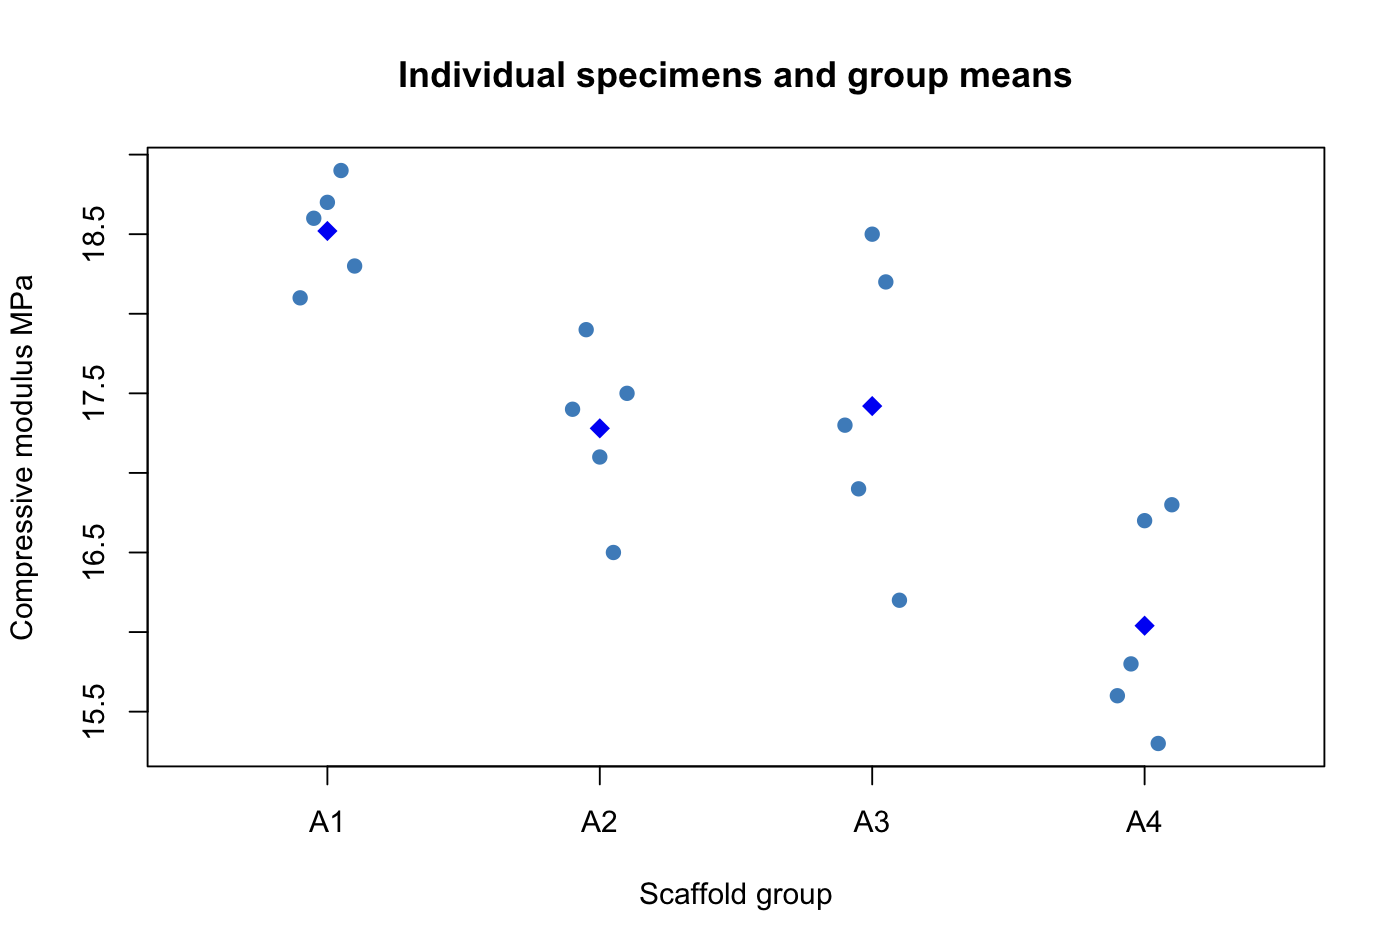 Individual specimens and group means
Compressive modulus MPa
18.5
17.5
16.5
15.5
A1 A2 A3 A4
Scaffold group